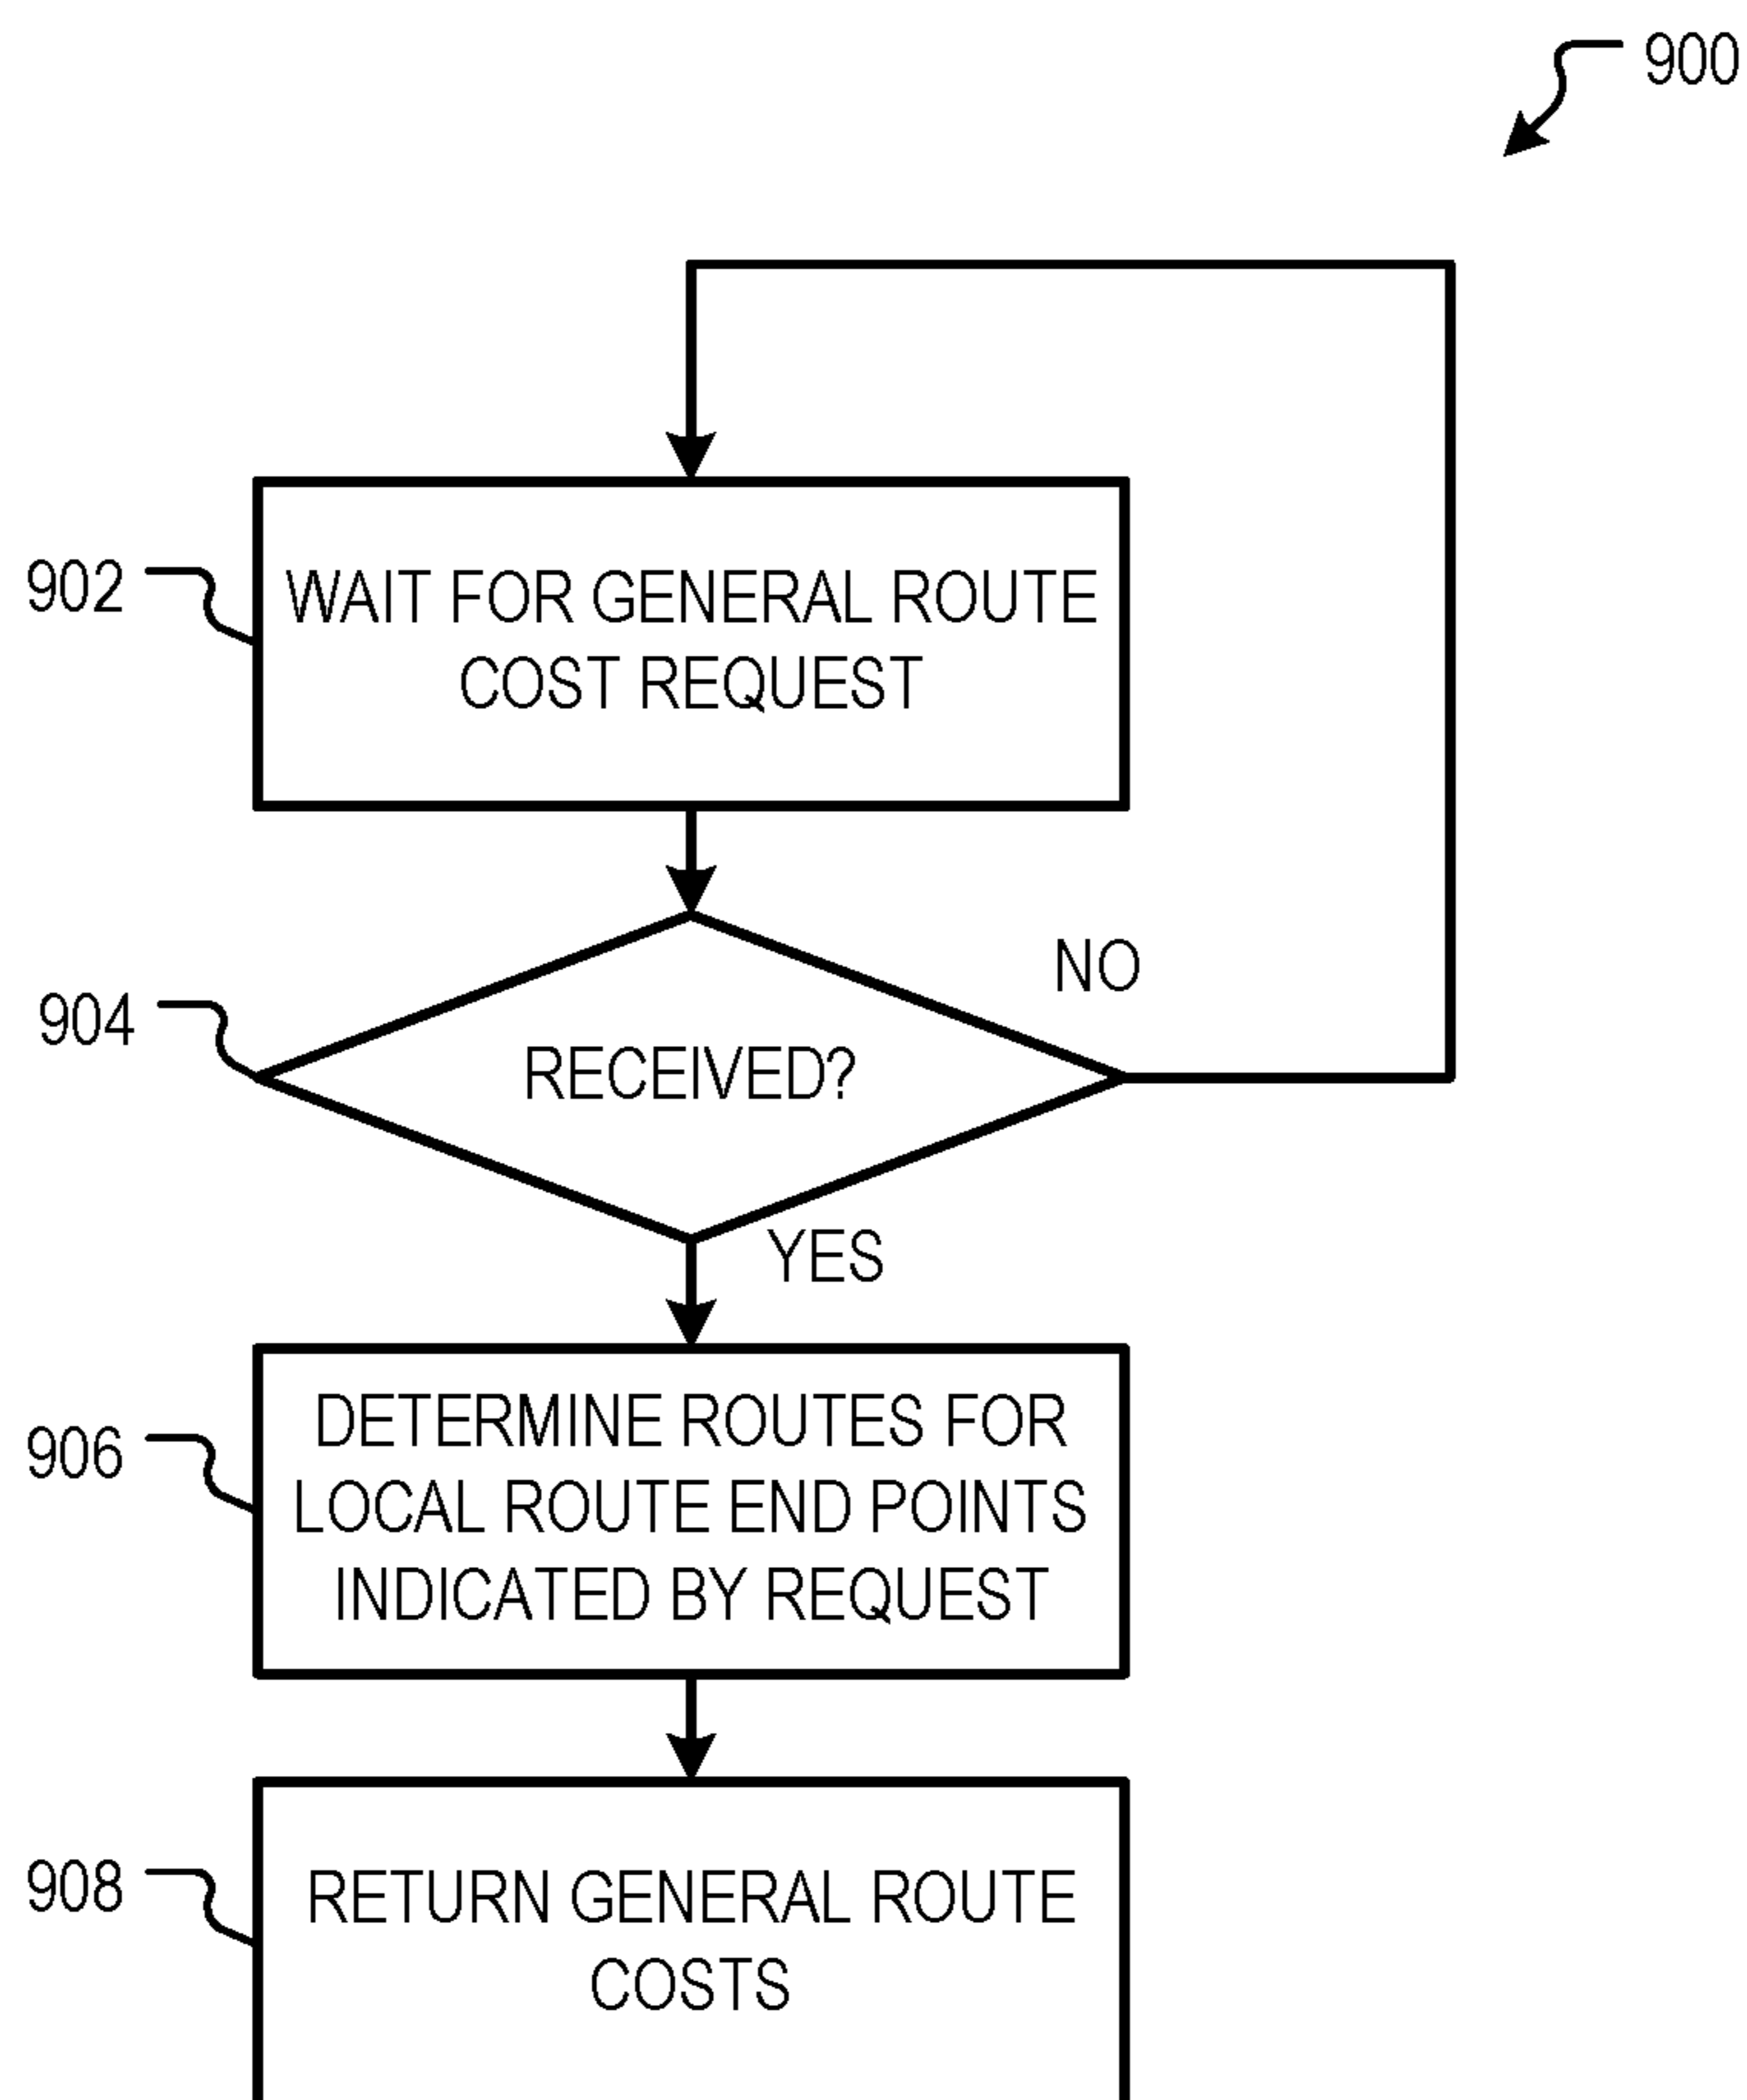 900
902
WAIT FOR GENERAL ROUTE
COST REQUEST
NO
904
RECEIVED?
YES
906
DETERMINE ROUTES FOR
LOCAL ROUTE END POINTS
INDICATED BY REQUEST
908
RETURN GENERAL ROUTE
COSTS